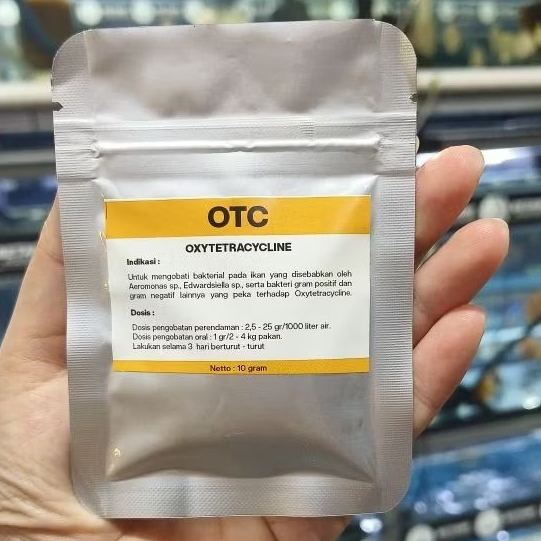 OTC
OXYTETRACYCLINE
Indikasi :
Untuk mengobati bakterial pada ikan yang disebabkan oleh
Aeromonas sp., Edwardsiella sp., serta bakteri gram positif dan
gram negatif lainnya yang peka terhadap Oxytetracycline.
Dosis :
Dosis pengobatan perendaman : 2,5 - 25 gr/1000 liter air.
Dosis pengobatan oral : 1 gr/2 - 4 kg pakan.
Lakukan selama 3 hari berturut - turut
Netto : 10 gram